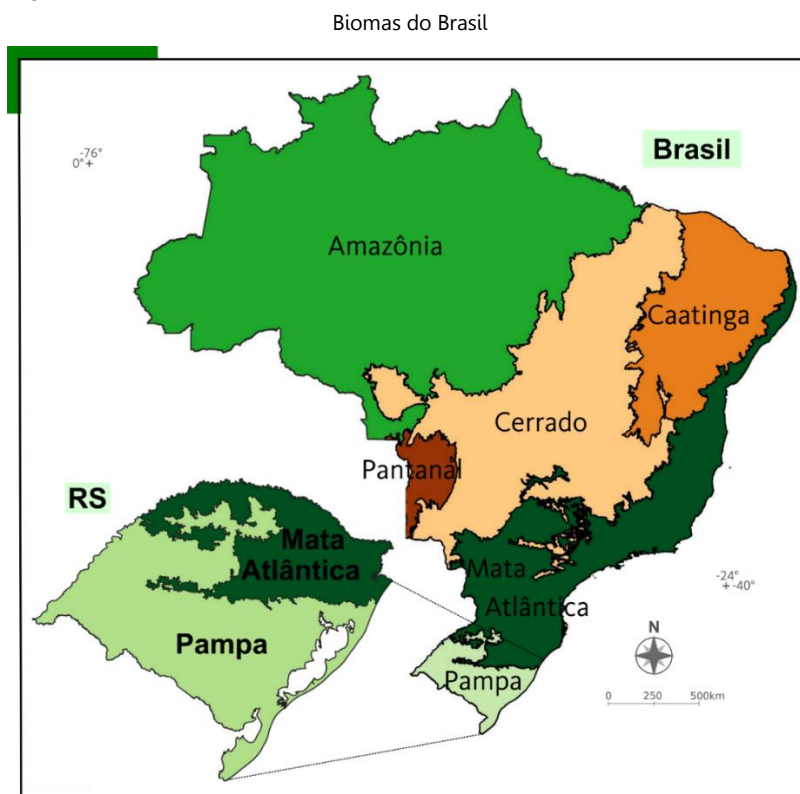 Biomas do Brasil
-76°
0°+
Brasil
Amazônia
Caatinga
Cerrado
Pantanal
RS
Mata
Atlântica
Pampa
Mata
Atlântica
Pampa
-24°
+-40°
N
0 250 500km